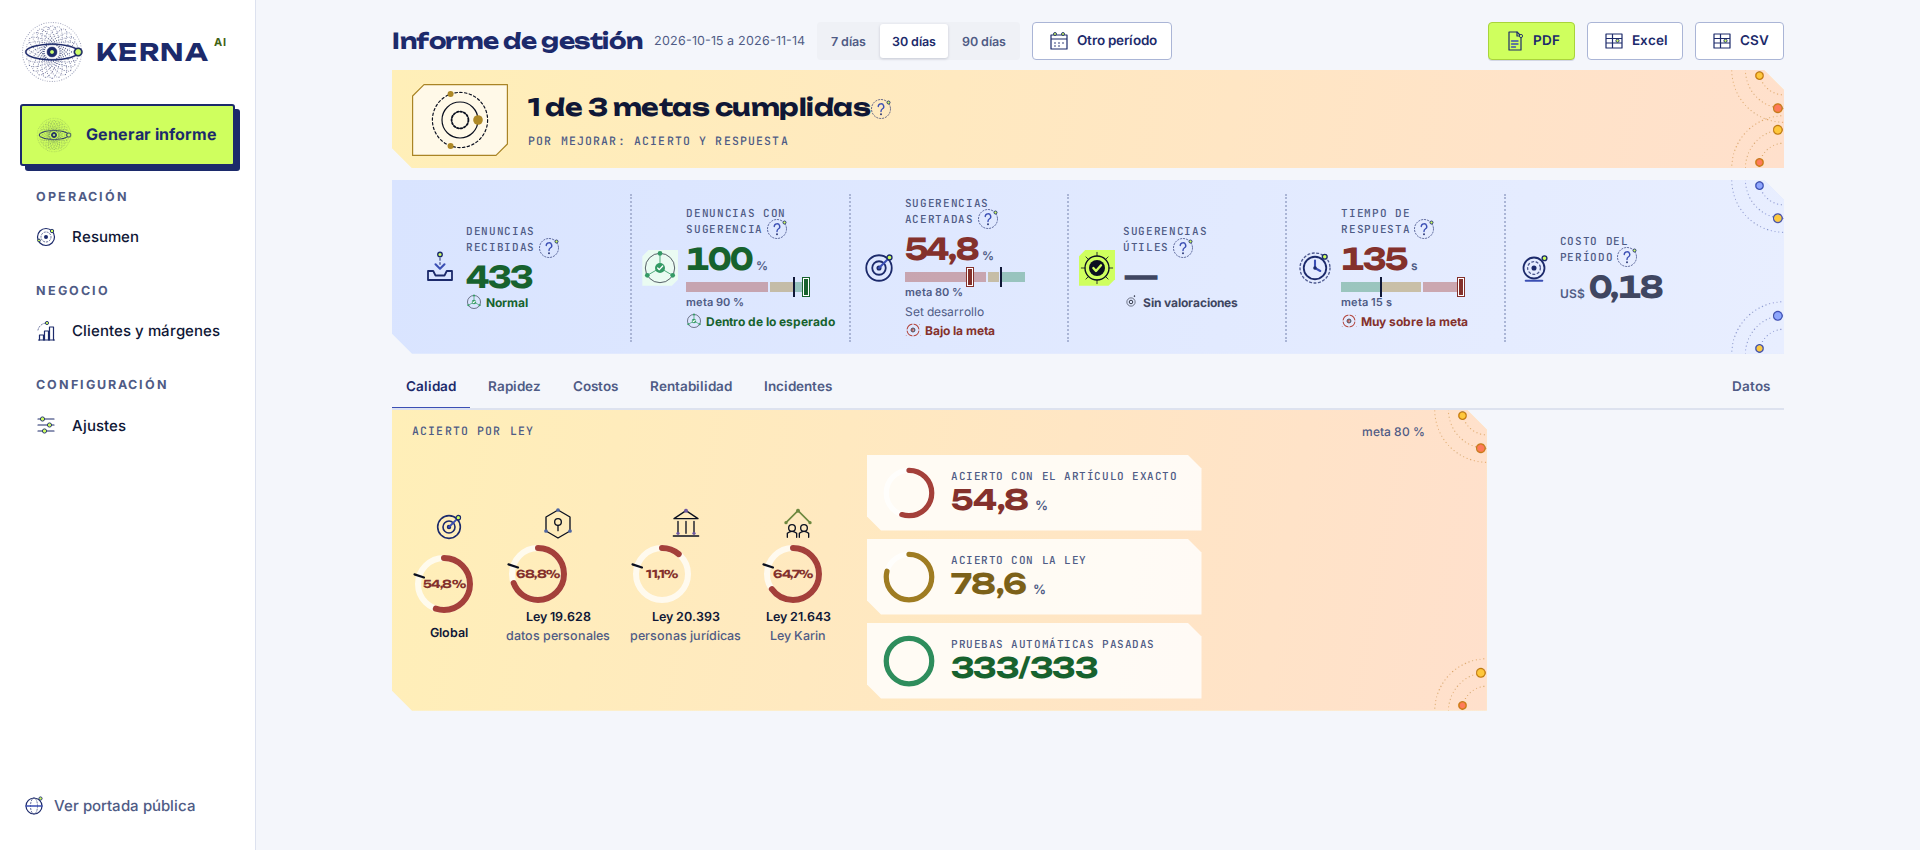 KERNA AI
Generar informe
OPERACIÓN
Resumen
NEGOCIO
Clientes y márgenes
CONFIGURACIÓN
Ajustes
Ver portada pública
Informe de gestión 2026-10-15 a 2026-11-14 7 días 30 días 90 días Otro período PDF Excel CSV
1 de 3 metas cumplidas ?
POR MEJORAR: ACIERTO Y RESPUESTA
DENUNCIAS
RECIBIDAS ?
433
Normal
DENUNCIAS CON
SUGERENCIA ?
100 %
meta 90 %
Dentro de lo esperado
SUGERENCIAS
ACERTADAS ?
54,8 %
meta 80 %
Set desarrollo
Bajo la meta
SUGERENCIAS
ÚTILES ?
—
Sin valoraciones
TIEMPO DE
RESPUESTA ?
135 s
meta 15 s
Muy sobre la meta
COSTO DEL
PERÍODO ?
US$ 0,18
Calidad Rapidez Costos Rentabilidad Incidentes Datos
ACIERTO POR LEY meta 80 %
54,8%
Global
68,8%
Ley 19.628
datos personales
11,1%
Ley 20.393
personas jurídicas
64,7%
Ley 21.643
Ley Karin
ACIERTO CON EL ARTÍCULO EXACTO
54,8 %
ACIERTO CON LA LEY
78,6 %
PRUEBAS AUTOMÁTICAS PASADAS
333/333